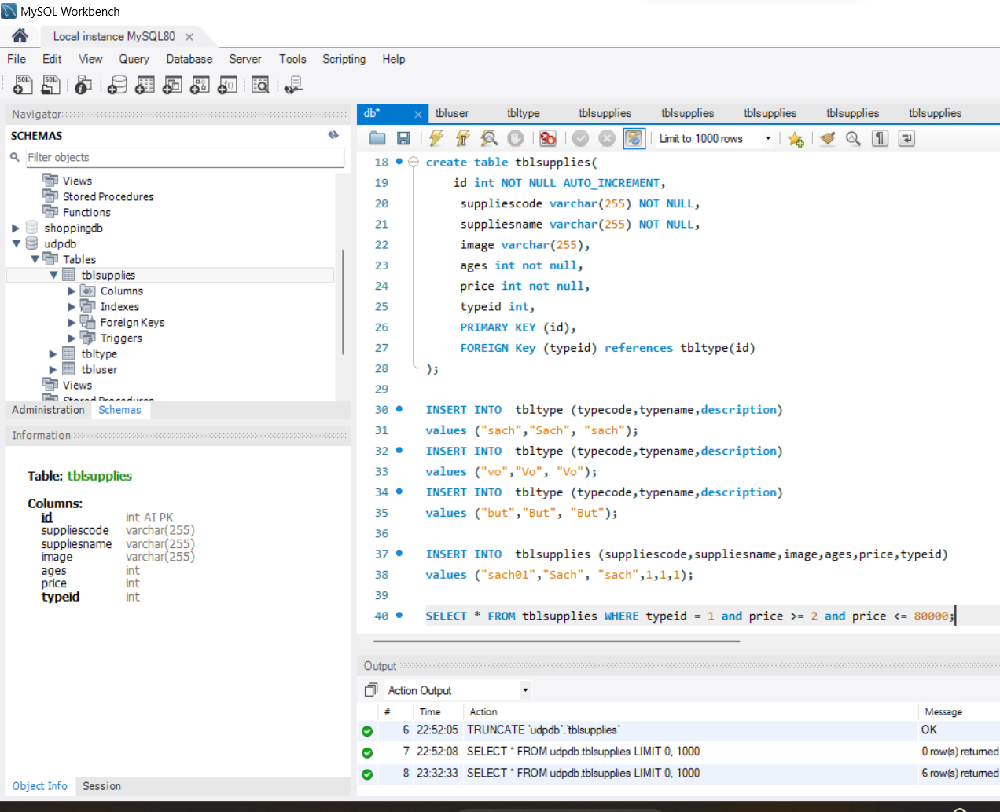 MySQL Workbench
Local instance MySQL80
File Edit View Query Database Server Tools Scripting Help
Navigator
SCHEMAS
Filter objects
Views
Stored Procedures
Functions
shoppingdb
udpdb
Tables
tblsupplies
Columns
Indexes
Foreign Keys
Triggers
tbltype
tbluser
Views
Stored Procedures
Administration Schemas
Information
Table: tblsupplies
Columns:
id int AI PK
suppliescode varchar(255)
suppliesname varchar(255)
image varchar(255)
ages int
price int
typeid int
Object Info Session
db* tbluser tbltype tblsupplies tblsupplies tblsupplies tblsupplies tblsupplies
Limit to 1000 rows
18 create table tblsupplies(
19 id int NOT NULL AUTO_INCREMENT,
20 suppliescode varchar(255) NOT NULL,
21 suppliesname varchar(255) NOT NULL,
22 image varchar(255),
23 ages int not null,
24 price int not null,
25 typeid int,
26 PRIMARY KEY (id),
27 FOREIGN Key (typeid) references tbltype(id)
28 );
29
30 INSERT INTO  tbltype (typecode,typename,description)
31 values ("sach","Sach", "sach");
32 INSERT INTO  tbltype (typecode,typename,description)
33 values ("vo","Vo", "Vo");
34 INSERT INTO  tbltype (typecode,typename,description)
35 values ("but","But", "But");
36
37 INSERT INTO  tblsupplies (suppliescode,suppliesname,image,ages,price,typeid)
38 values ("sach01","Sach", "sach",1,1,1);
39
40 SELECT * FROM tblsupplies WHERE typeid = 1 and price >= 2 and price <= 80000;
Output
Action Output
# Time Action Message
6 22:52:05 TRUNCATE `udpdb`.`tblsupplies` OK
7 22:52:08 SELECT * FROM udpdb.tblsupplies LIMIT 0, 1000 0 row(s) returned
8 23:32:33 SELECT * FROM udpdb.tblsupplies LIMIT 0, 1000 6 row(s) returned